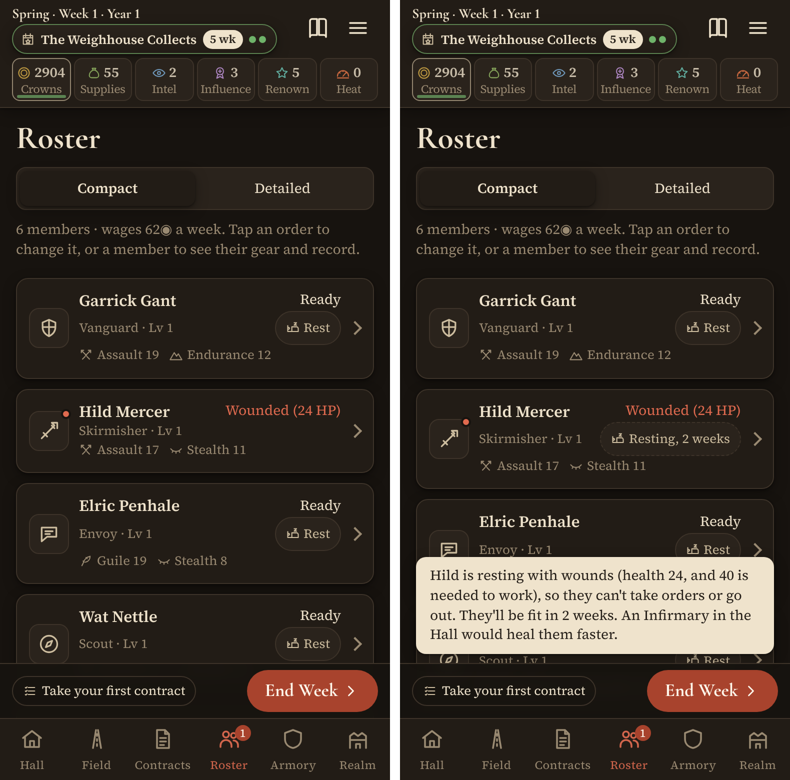 Spring · Week 1 · Year 1
The Weighhouse Collects 5 wk
2904 Crowns
55 Supplies
2 Intel
3 Influence
5 Renown
0 Heat
Roster
Compact Detailed
6 members · wages 62◉ a week. Tap an order to
change it, or a member to see their gear and record.
Garrick Gant Ready
Vanguard · Lv 1 Rest
Assault 19 Endurance 12
Hild Mercer Wounded (24 HP)
Skirmisher · Lv 1
Assault 17 Stealth 11
Elric Penhale Ready
Envoy · Lv 1 Rest
Guile 19 Stealth 8
Wat Nettle Ready
Scout · Lv 1 Rest
Take your first contract End Week
1
Hall Field Contracts Roster Armory Realm
Spring · Week 1 · Year 1
The Weighhouse Collects 5 wk
2904 Crowns
55 Supplies
2 Intel
3 Influence
5 Renown
0 Heat
Roster
Compact Detailed
6 members · wages 62◉ a week. Tap an order to
change it, or a member to see their gear and record.
Garrick Gant Ready
Vanguard · Lv 1 Rest
Assault 19 Endurance 12
Hild Mercer Wounded (24 HP)
Skirmisher · Lv 1 Resting, 2 weeks
Assault 17 Stealth 11
Elric Penhale Ready
Envoy · Lv 1 Rest
Hild is resting with wounds (health 24, and 40 is
needed to work), so they can't take orders or go
out. They'll be fit in 2 weeks. An Infirmary in the
Hall would heal them faster.
Scout · Lv 1 Rest
Take your first contract End Week
1
Hall Field Contracts Roster Armory Realm